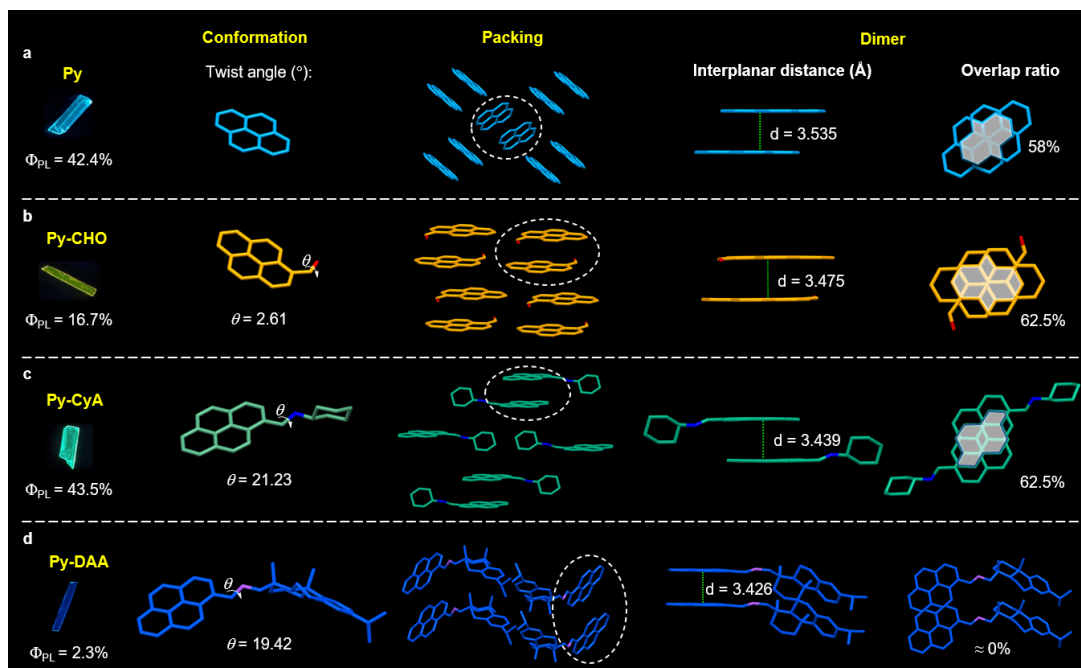 Conformation Packing Dimer
a
Py
Twist angle (°):
Interplanar distance (Å) Overlap ratio
d = 3.535
58%
ΦPL = 42.4%
b
Py-CHO
θ
d = 3.475
ΦPL = 16.7%
θ = 2.61
62.5%
c
Py-CyA
θ
d = 3.439
θ = 21.23
62.5%
ΦPL = 43.5%
d
Py-DAA
θ
d = 3.426
θ = 19.42
≈ 0%
ΦPL = 2.3%